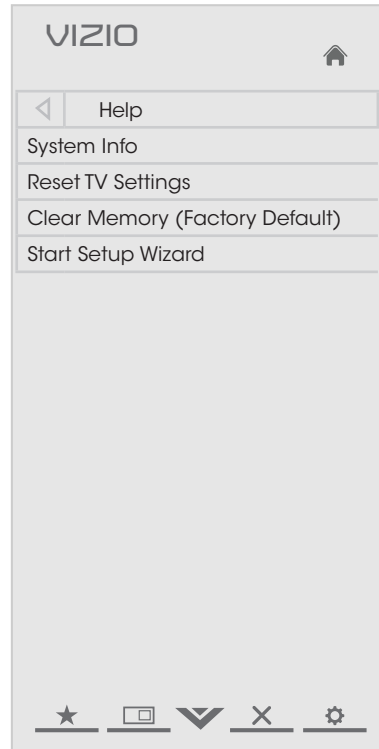 VIZIO
Help
System Info
Reset TV Settings
Clear Memory (Factory Default)
Start Setup Wizard